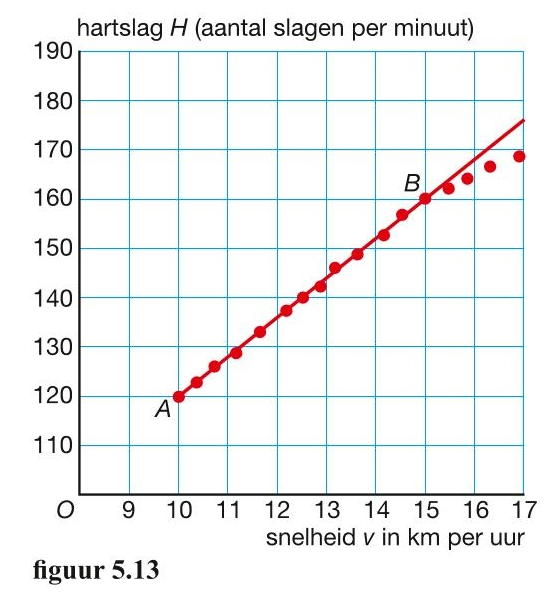 hartslag H (aantal slagen per minuut)
190
180
170
160
150
140
130
120
110
B
A
O 9 10 11 12 13 14 15 16 17
snelheid v in km per uur
figuur 5.13